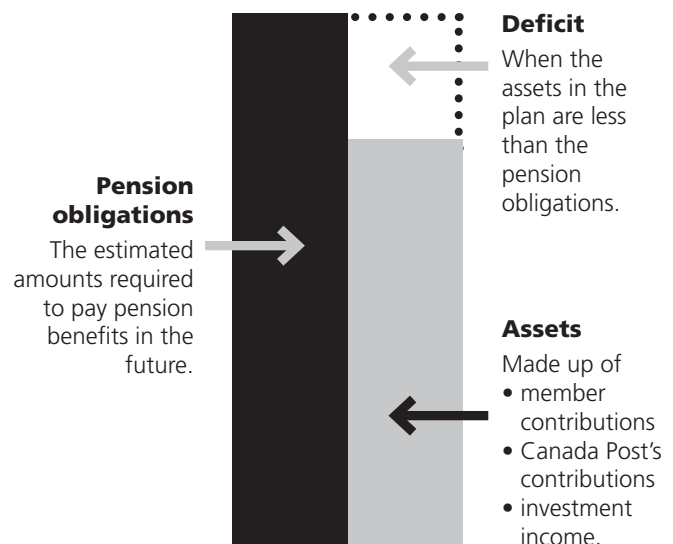 Deficit
When the
assets in the
plan are less
than the
pension
obligations.
Pension
obligations
The estimated
amounts required
to pay pension
benefits in the
future.
Assets
Made up of
• member
contributions
• Canada Post's
contributions
• investment
income.